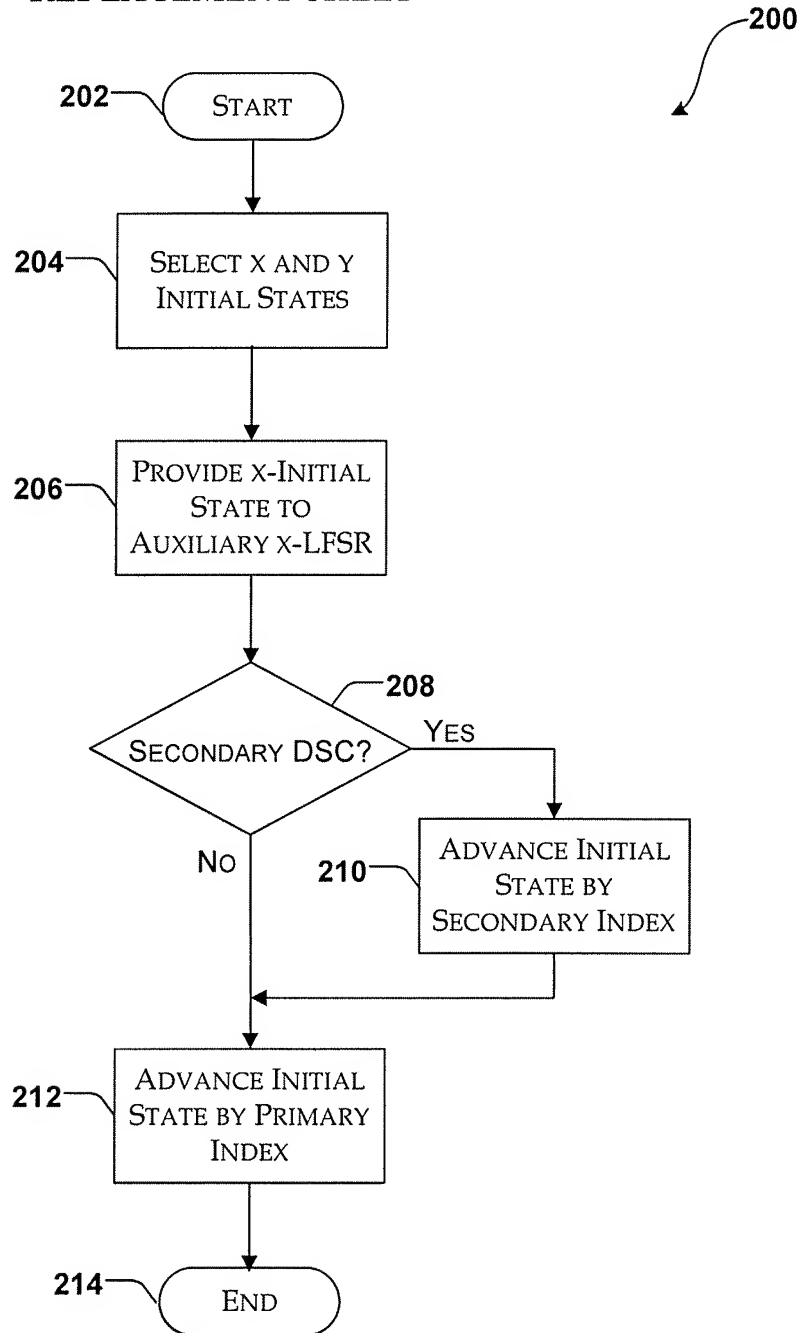 200
202
START
204
SELECT X AND Y
INITIAL STATES
206
PROVIDE X-INITIAL
STATE TO
AUXILIARY X-LFSR
208
SECONDARY DSC?
YES
NO
210
ADVANCE INITIAL
STATE BY
SECONDARY INDEX
212
ADVANCE INITIAL
STATE BY PRIMARY
INDEX
214
END